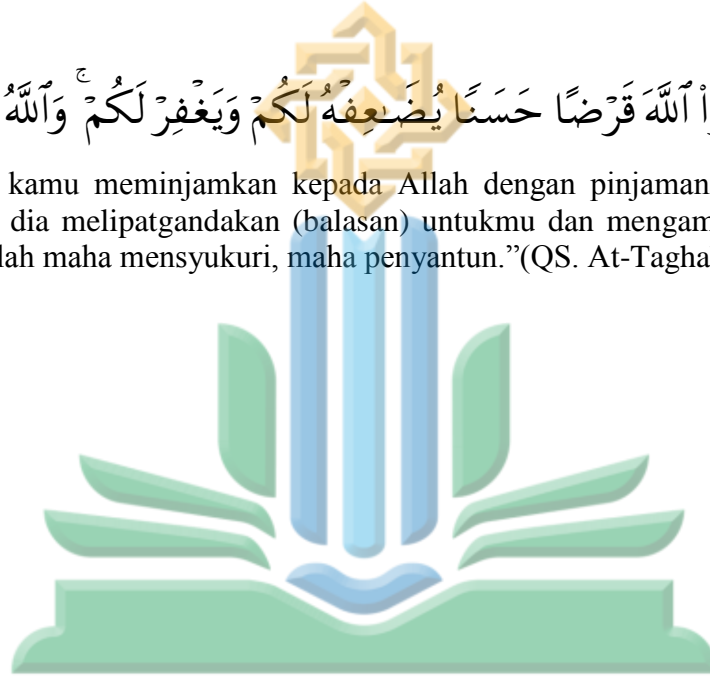 ٱللَّهَ قَرۡضًا حَسَنٗا يُضَٰعِفۡهُ لَكُمۡ وَيَغۡفِرۡ لَكُمۡۚ وَٱللَّهُ
kamu meminjamkan kepada Allah dengan pinjaman
dia melipatgandakan (balasan) untukmu dan mengam
lah maha mensyukuri, maha penyantun.”(QS. At-Tagha